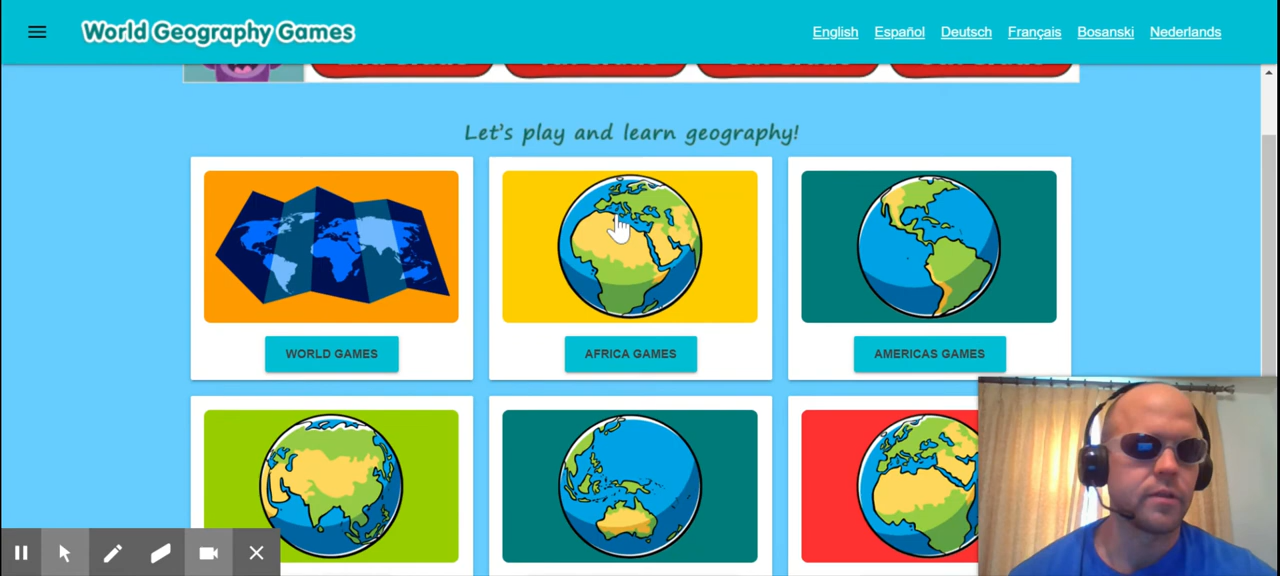 World Geography Games
English Español Deutsch Français Bosanski Nederlands
Let's play and learn geography!
WORLD GAMES
AFRICA GAMES
AMERICAS GAMES